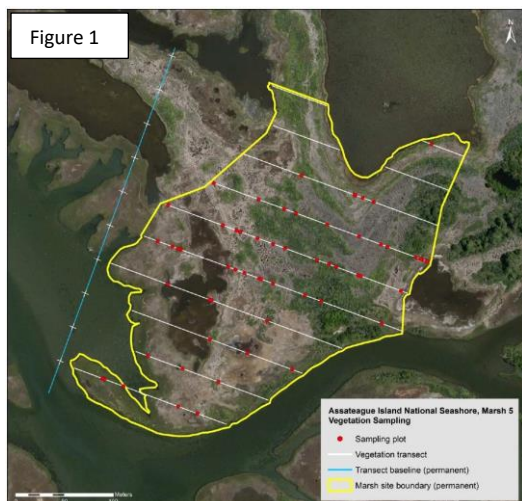 Figure 1
N
Assateague Island National Seashore, Marsh 5
Vegetation Sampling
Sampling plot
Vegetation transect
Transect baseline (permanent)
Marsh site boundary (permanent)
Meters